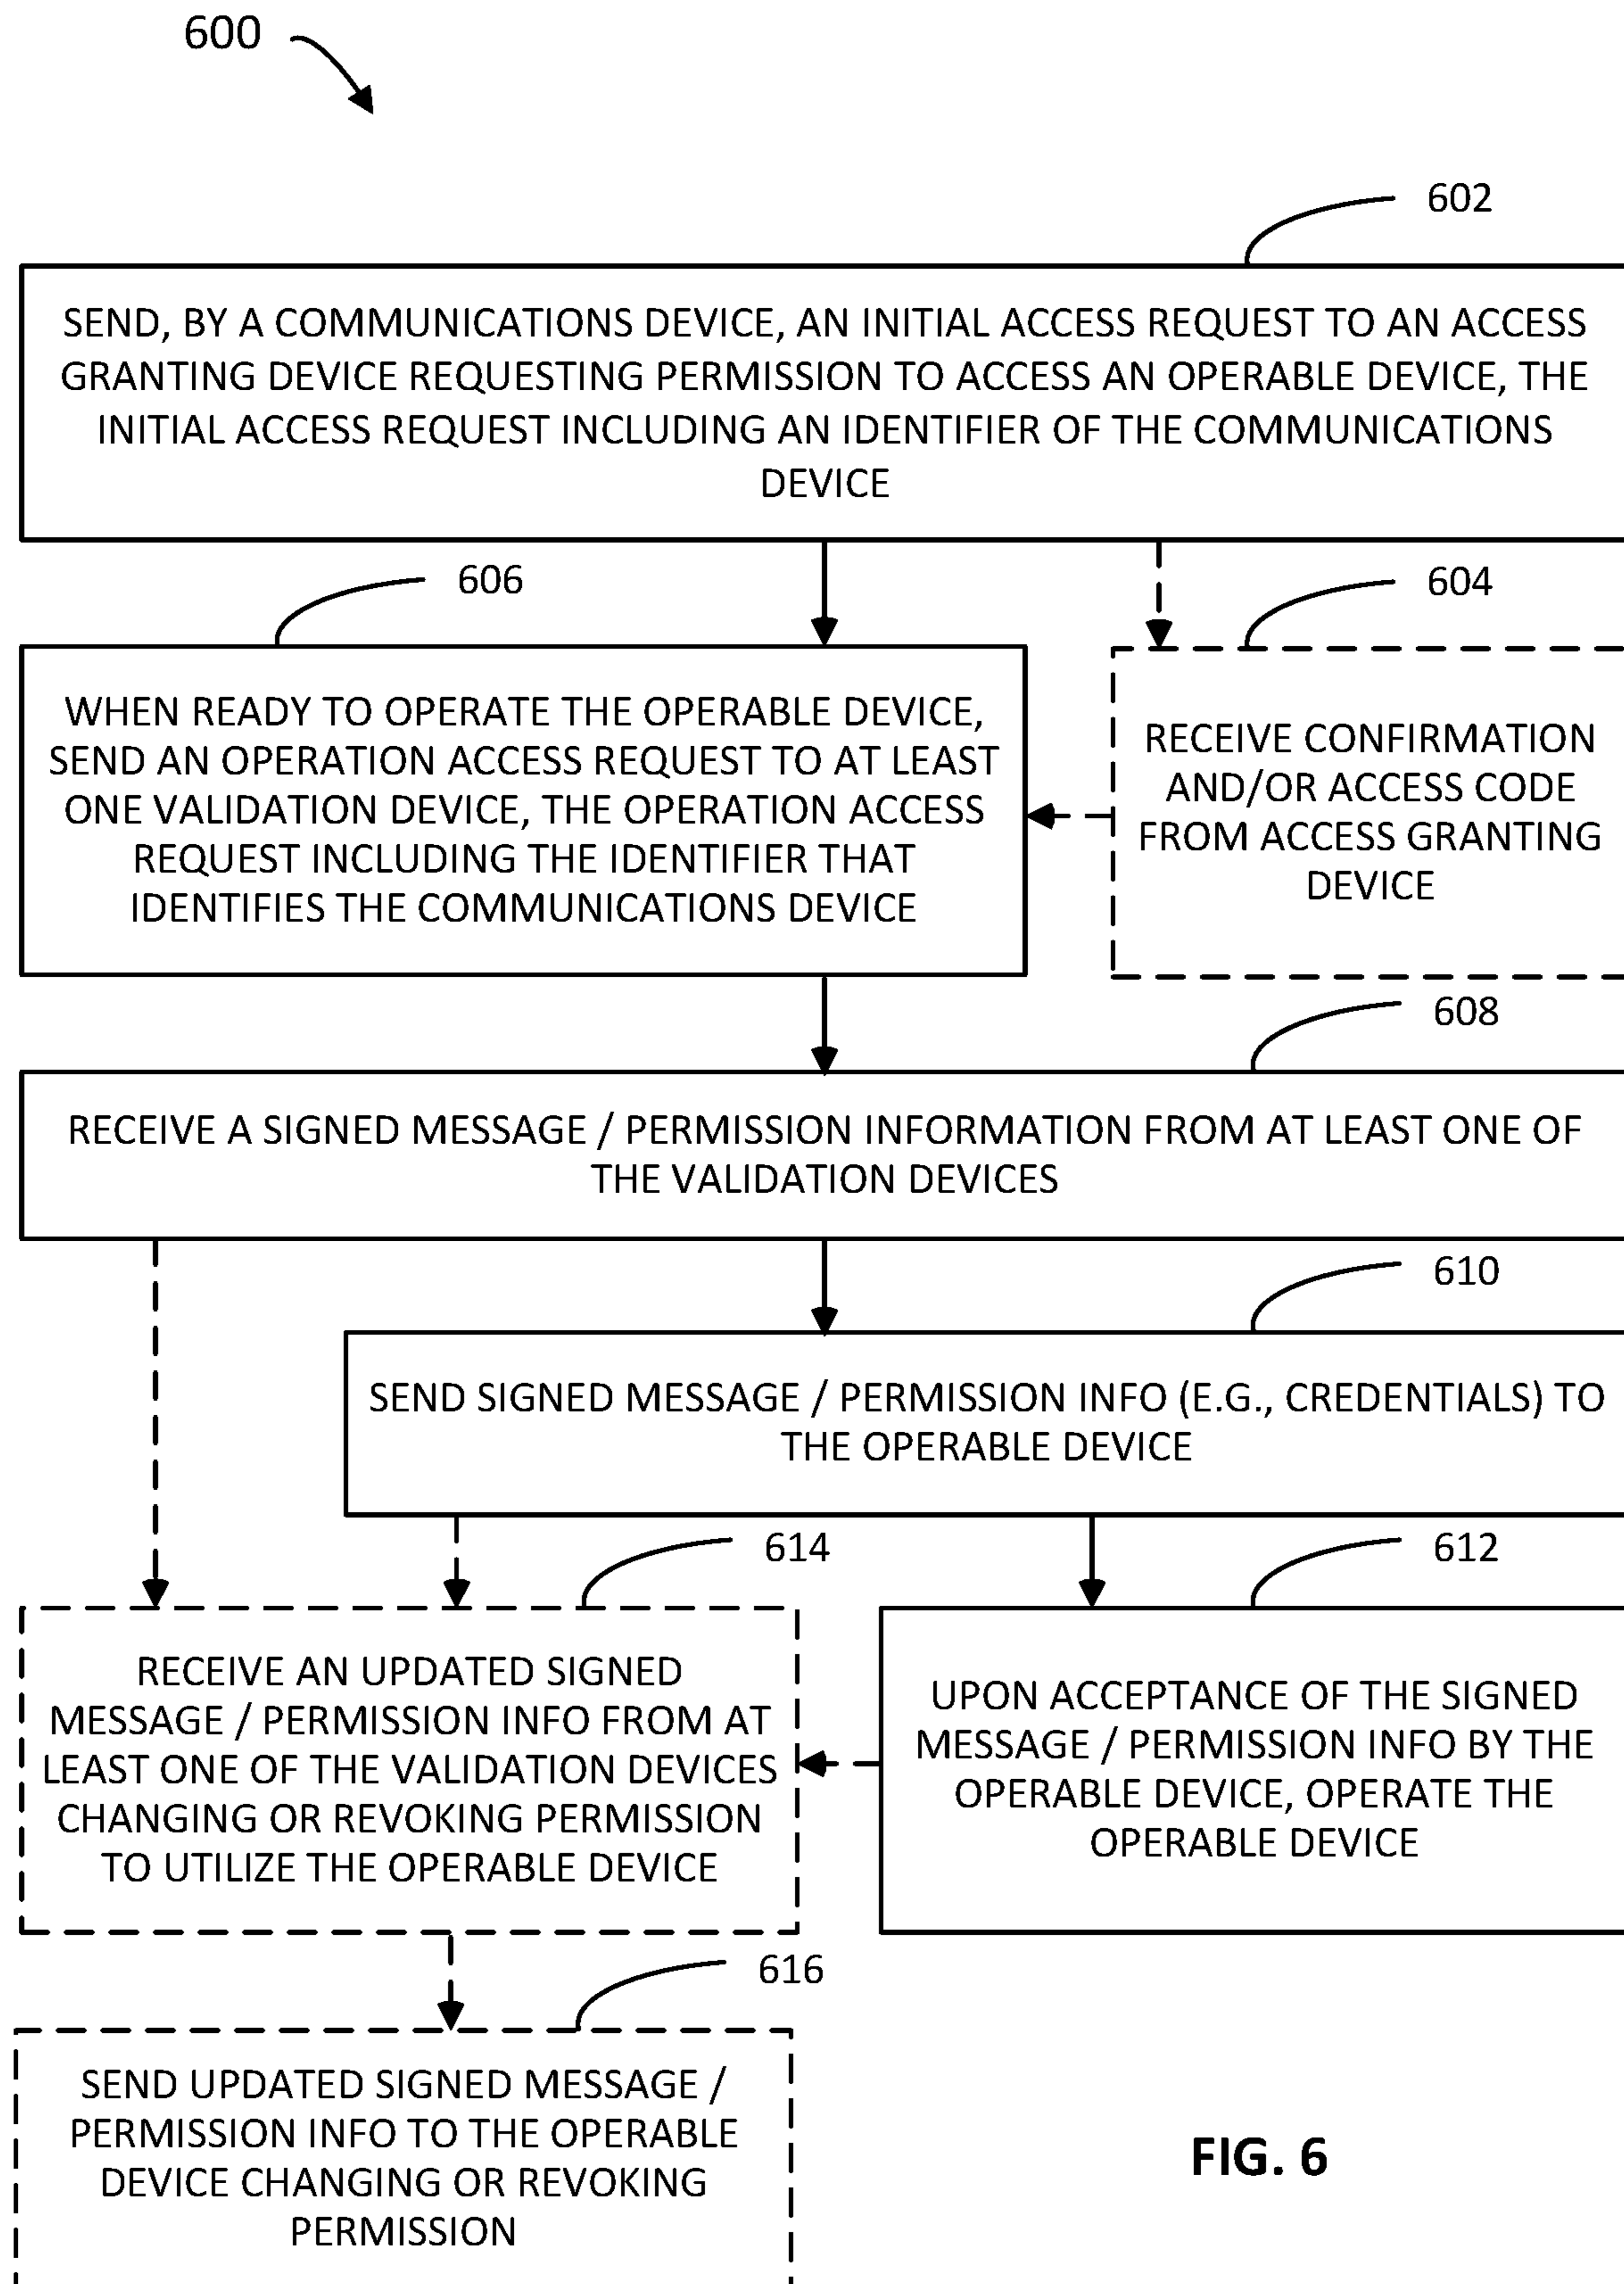 600
602
SEND, BY A COMMUNICATIONS DEVICE, AN INITIAL ACCESS REQUEST TO AN ACCESS
GRANTING DEVICE REQUESTING PERMISSION TO ACCESS AN OPERABLE DEVICE, THE
INITIAL ACCESS REQUEST INCLUDING AN IDENTIFIER OF THE COMMUNICATIONS
DEVICE
606
WHEN READY TO OPERATE THE OPERABLE DEVICE,
SEND AN OPERATION ACCESS REQUEST TO AT LEAST
ONE VALIDATION DEVICE, THE OPERATION ACCESS
REQUEST INCLUDING THE IDENTIFIER THAT
IDENTIFIES THE COMMUNICATIONS DEVICE
604
RECEIVE CONFIRMATION
AND/OR ACCESS CODE
FROM ACCESS GRANTING
DEVICE
608
RECEIVE A SIGNED MESSAGE / PERMISSION INFORMATION FROM AT LEAST ONE OF
THE VALIDATION DEVICES
610
SEND SIGNED MESSAGE / PERMISSION INFO (E.G., CREDENTIALS) TO
THE OPERABLE DEVICE
614
RECEIVE AN UPDATED SIGNED
MESSAGE / PERMISSION INFO FROM AT
LEAST ONE OF THE VALIDATION DEVICES
CHANGING OR REVOKING PERMISSION
TO UTILIZE THE OPERABLE DEVICE
612
UPON ACCEPTANCE OF THE SIGNED
MESSAGE / PERMISSION INFO BY THE
OPERABLE DEVICE, OPERATE THE
OPERABLE DEVICE
616
SEND UPDATED SIGNED MESSAGE /
PERMISSION INFO TO THE OPERABLE
DEVICE CHANGING OR REVOKING
PERMISSION
FIG. 6